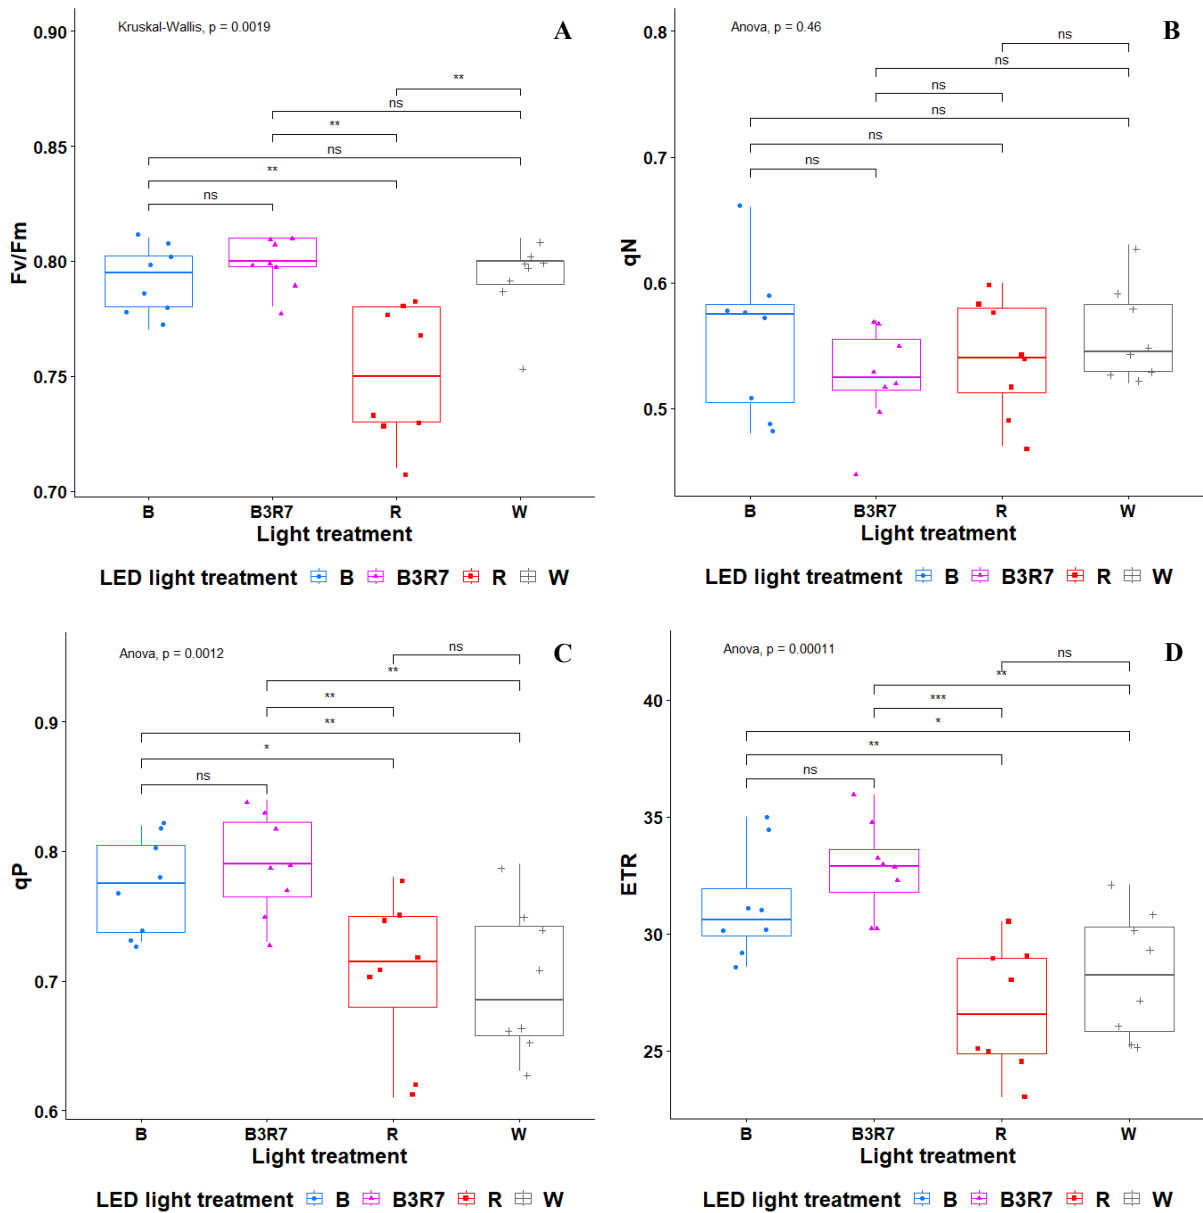 Kruskal-Wallis, p = 0.0019
A
0.90
0.85
0.80
0.75
0.70
Fv/Fm
**
ns
**
ns
**
ns
B B3R7 R W
Light treatment
LED light treatment B B3R7 R W
Anova, p = 0.46
B
0.8
0.7
0.6
0.5
qN
ns
ns
ns
ns
ns
ns
B B3R7 R W
Light treatment
LED light treatment B B3R7 R W
Anova, p = 0.0012
C
0.9
0.8
0.7
0.6
qP
ns
**
**
**
*
ns
B B3R7 R W
Light treatment
LED light treatment B B3R7 R W
Anova, p = 0.00011
D
40
35
30
25
ETR
ns
**
***
*
**
ns
B B3R7 R W
Light treatment
LED light treatment B B3R7 R W